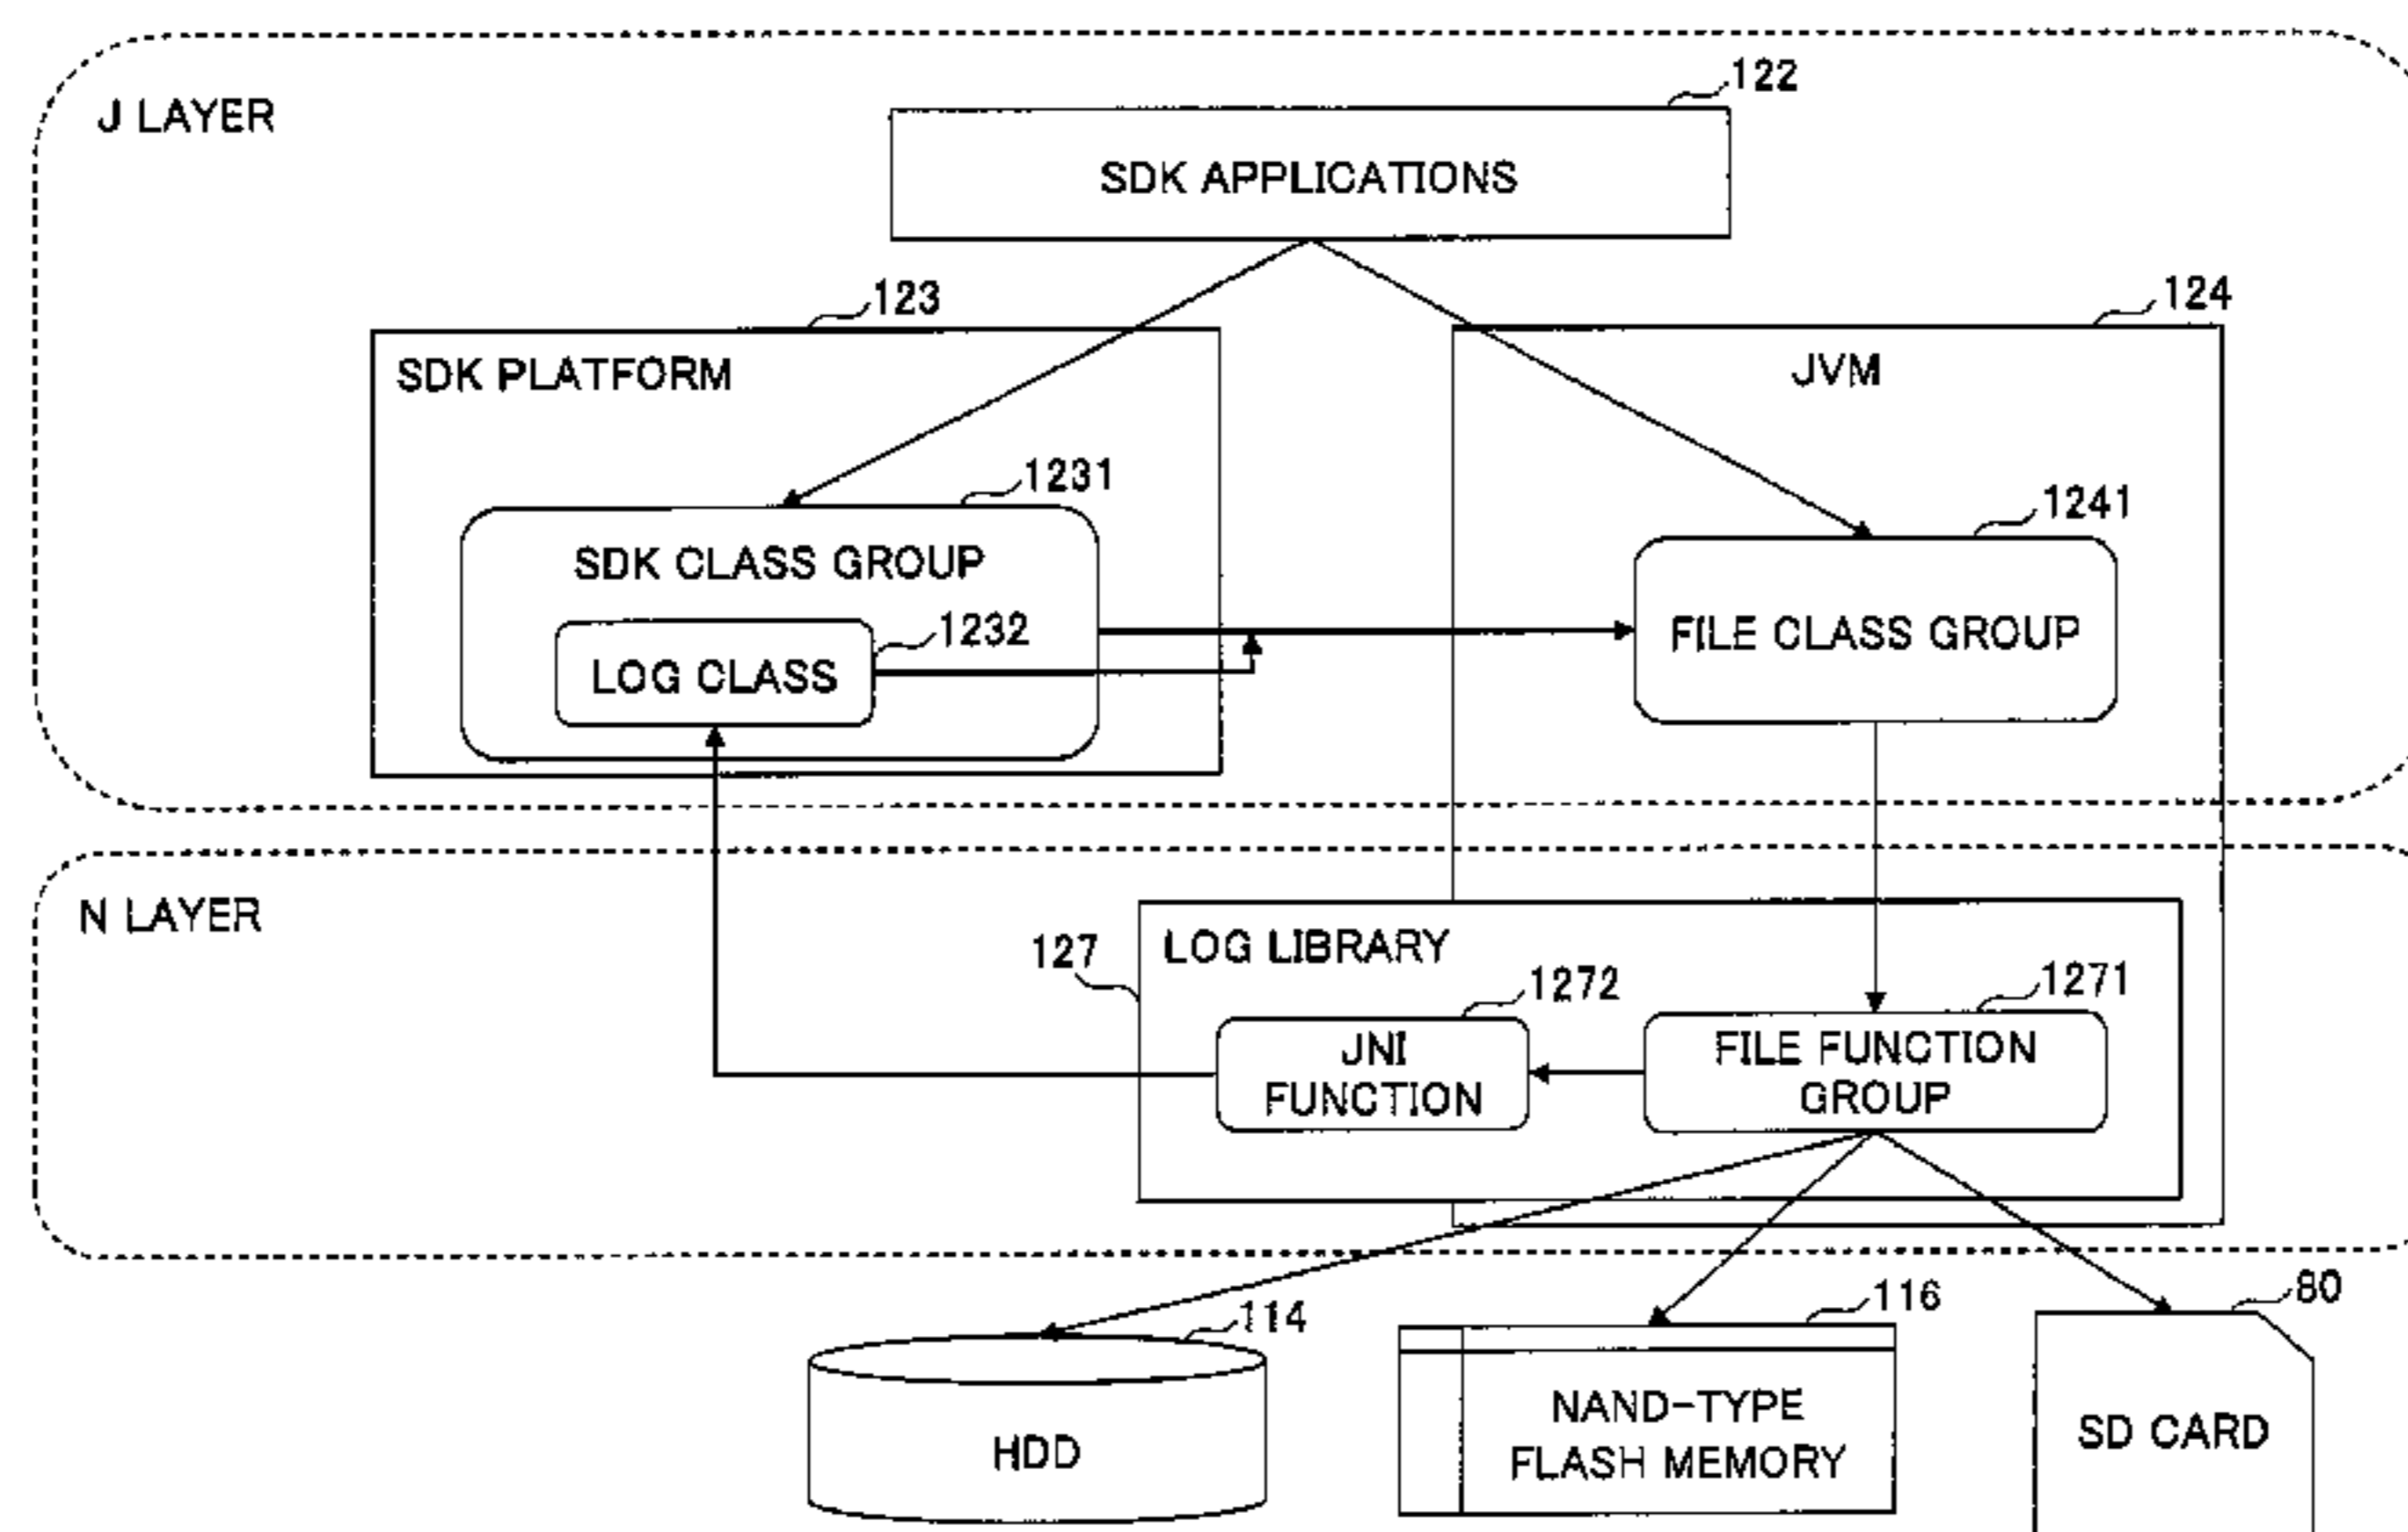 122
J LAYER
SDK APPLICATIONS
123
124
SDK PLATFORM
JVM
1231
1241
SDK CLASS GROUP
1232
FILE CLASS GROUP
LOG CLASS
N LAYER
127
LOG LIBRARY
1272
1271
JNI
FUNCTION
FILE FUNCTION
GROUP
114
116
80
HDD
NAND-TYPE
FLASH MEMORY
SD CARD